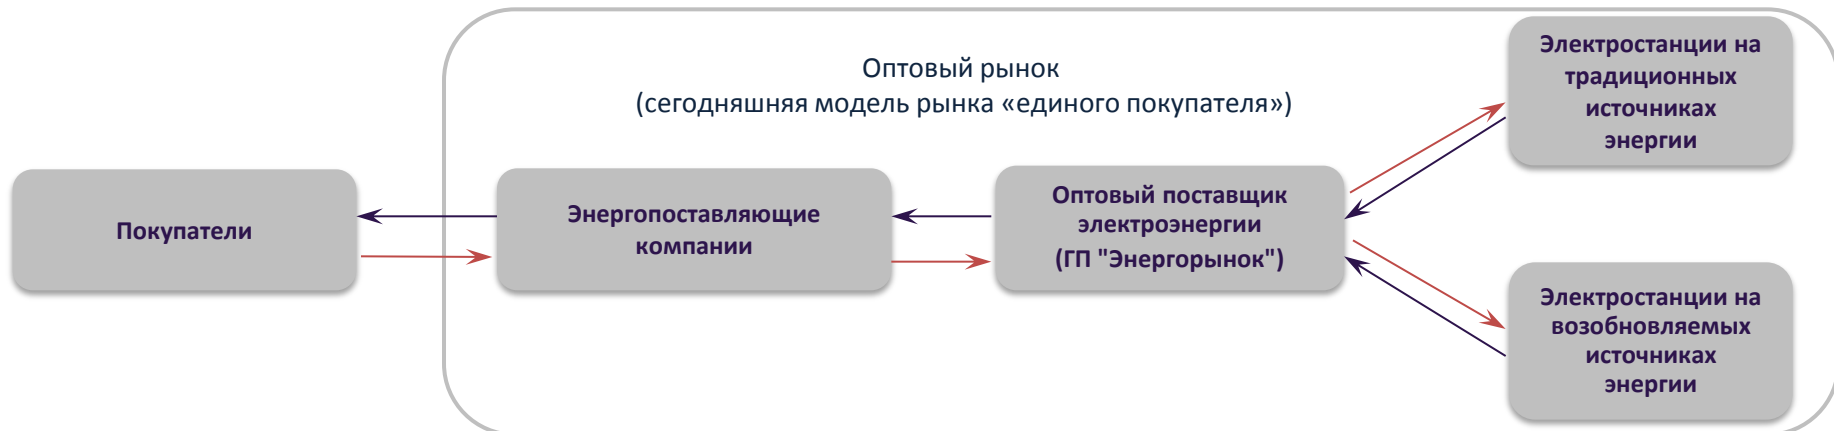 Оптовый рынок
(сегодняшняя модель рынка «единого покупателя»)
Покупатели
Энергопоставляющие
компании
Оптовый поставщик
электроэнергии
(ГП "Энергорынок")
Электростанции на
традиционных
источниках
энергии
Электростанции на
возобновляемых
источниках
энергии